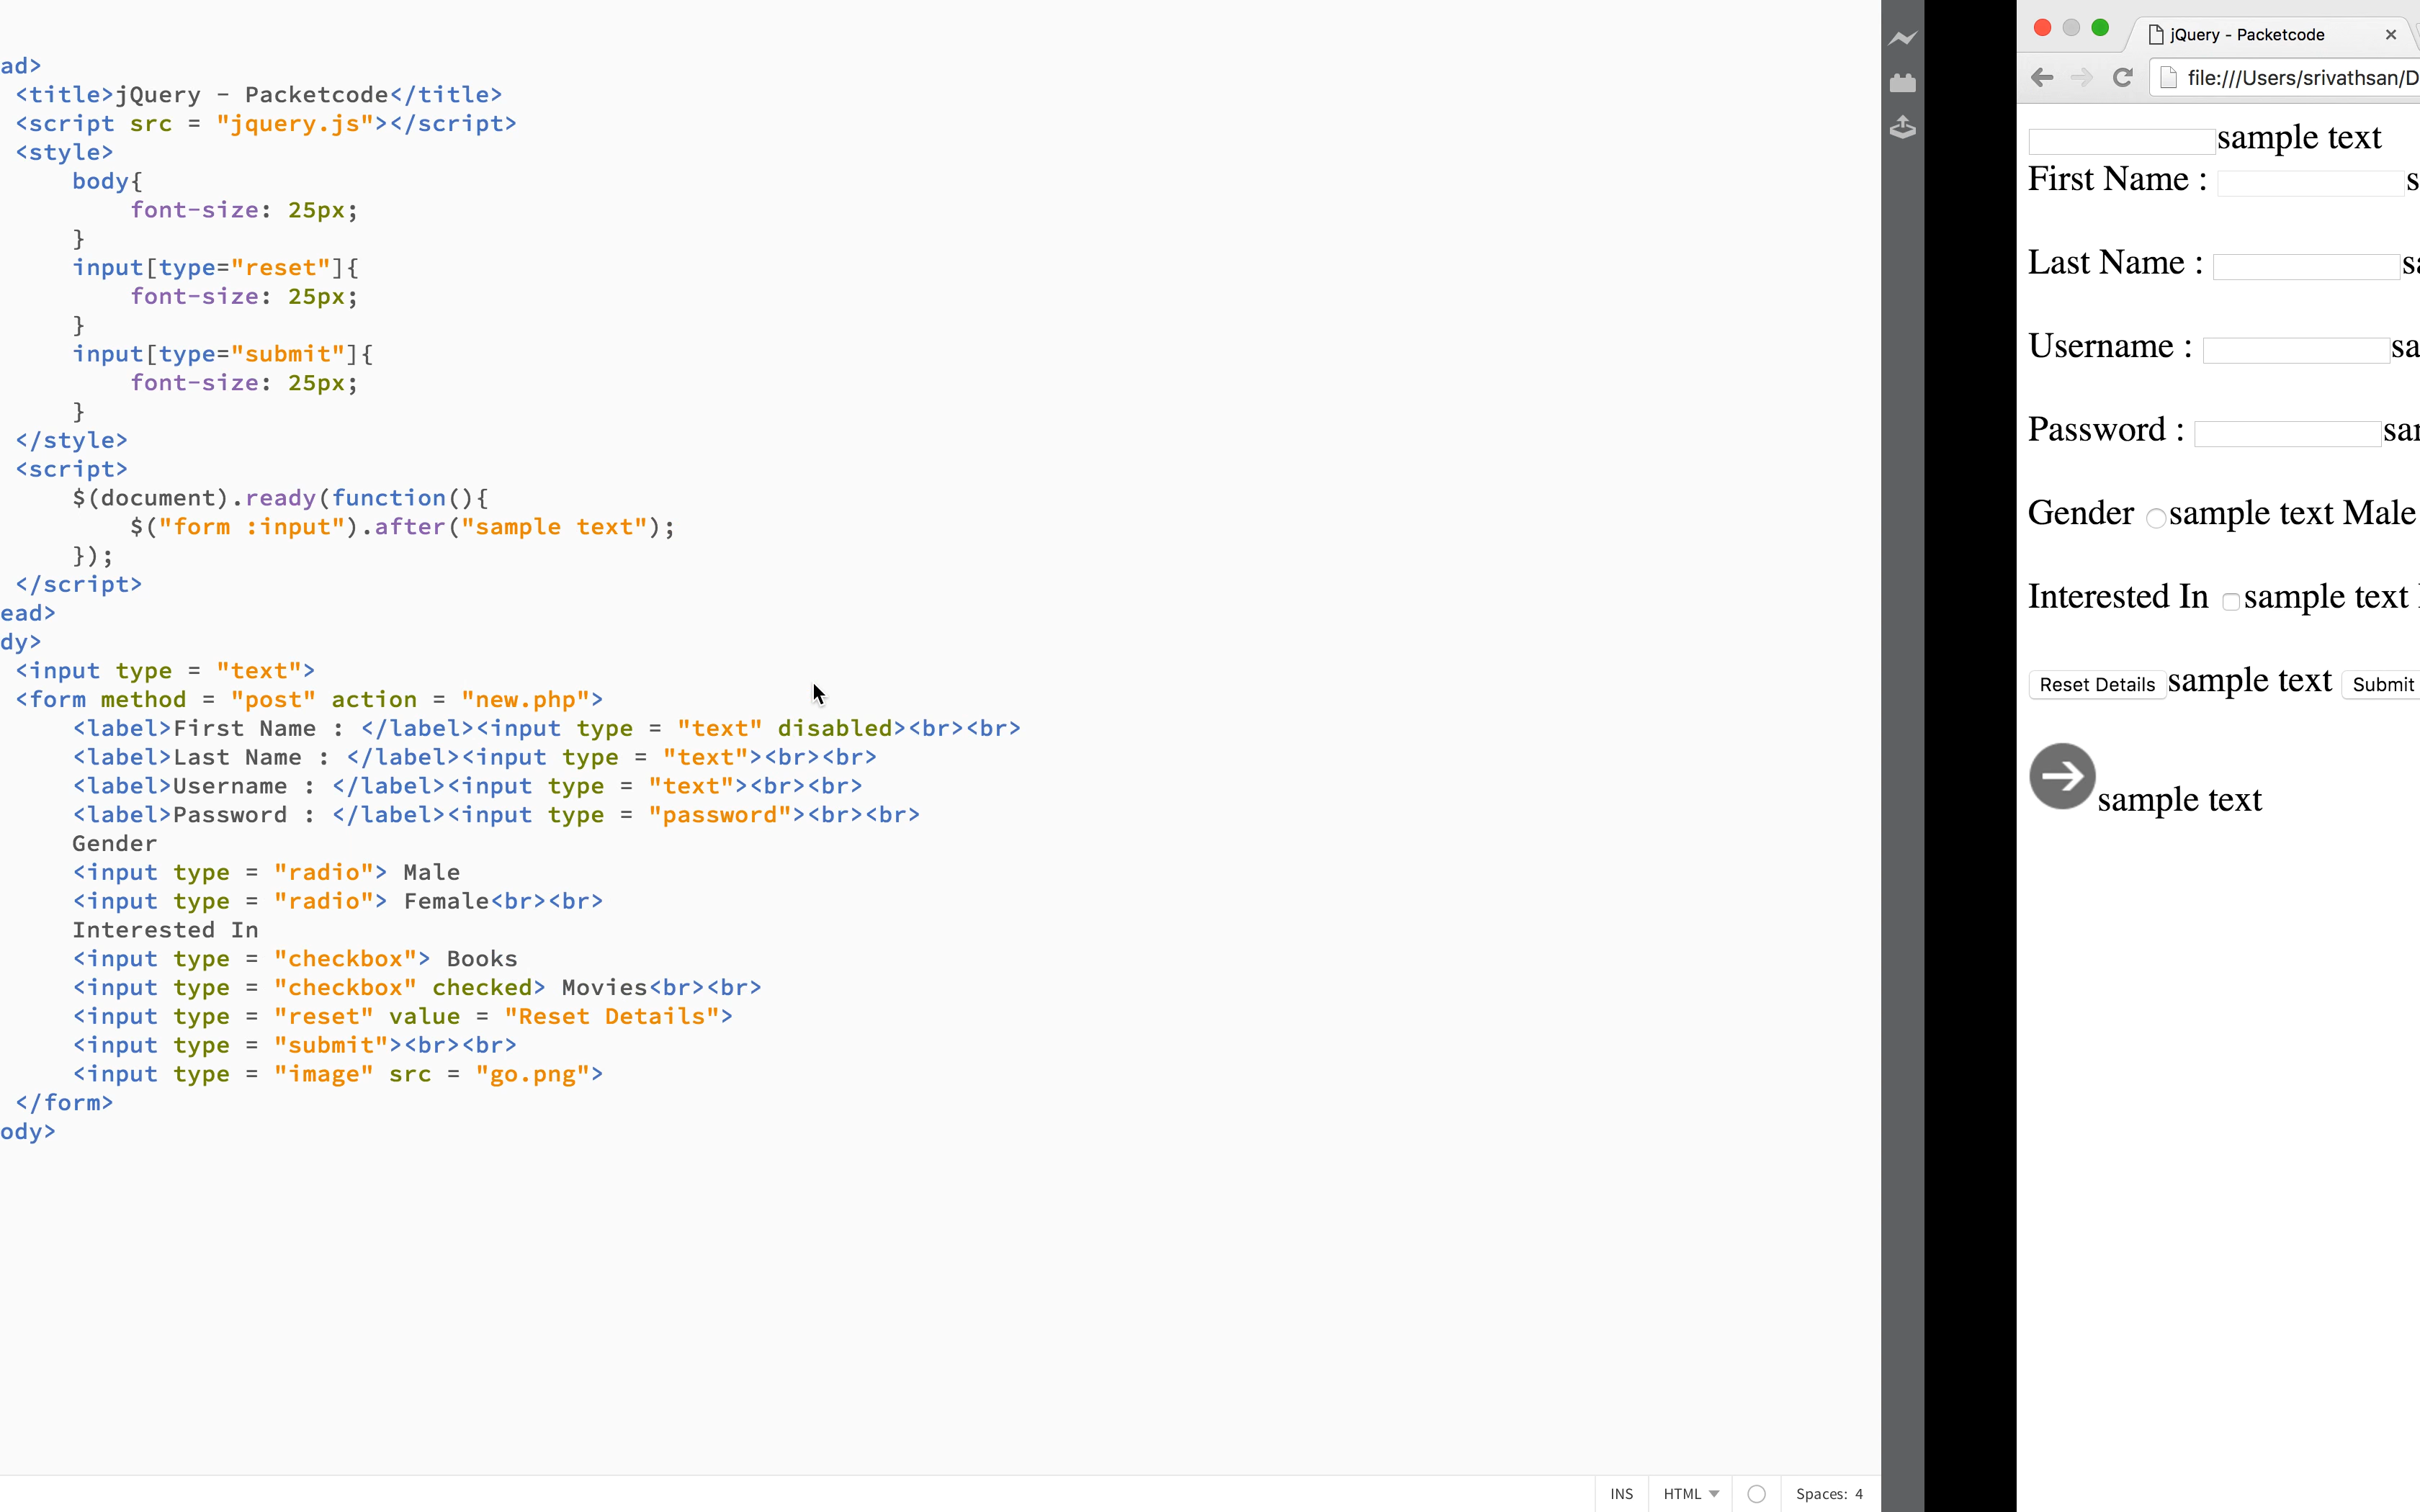 ad>
<title>jQuery - Packetcode</title>
<script src = "jquery.js"></script>
<style>
body{
font-size: 25px;
}
input[type="reset"]{
font-size: 25px;
}
input[type="submit"]{
font-size: 25px;
}
</style>
<script>
$(document).ready(function(){
$("form :input").after("sample text");
});
</script>
ead>
dy>
<input type = "text">
<form method = "post" action = "new.php">
<label>First Name : </label><input type = "text" disabled><br><br>
<label>Last Name : </label><input type = "text"><br><br>
<label>Username : </label><input type = "text"><br><br>
<label>Password : </label><input type = "password"><br><br>
Gender
<input type = "radio"> Male
<input type = "radio"> Female<br><br>
Interested In
<input type = "checkbox"> Books
<input type = "checkbox" checked> Movies<br><br>
<input type = "reset" value = "Reset Details">
<input type = "submit"><br><br>
<input type = "image" src = "go.png">
</form>
ody>
INS HTML Spaces: 4
jQuery - Packetcode
file:///Users/srivathsan/D
sample text
First Name : s
Last Name : sa
Username : sa
Password : sar
Gender sample text Male
Interested In sample text
Reset Details sample text Submit
sample text